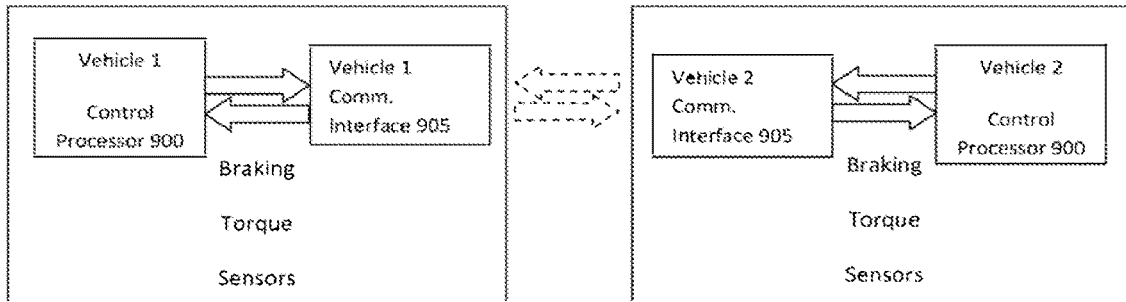 Vehicle 1
Control
Processor 900
Vehicle 1
Comm.
Interface 905
Braking
Torque
Sensors
Vehicle 2
Comm.
Interface 905
Vehicle 2
Control
Processor 900
Braking
Torque
Sensors